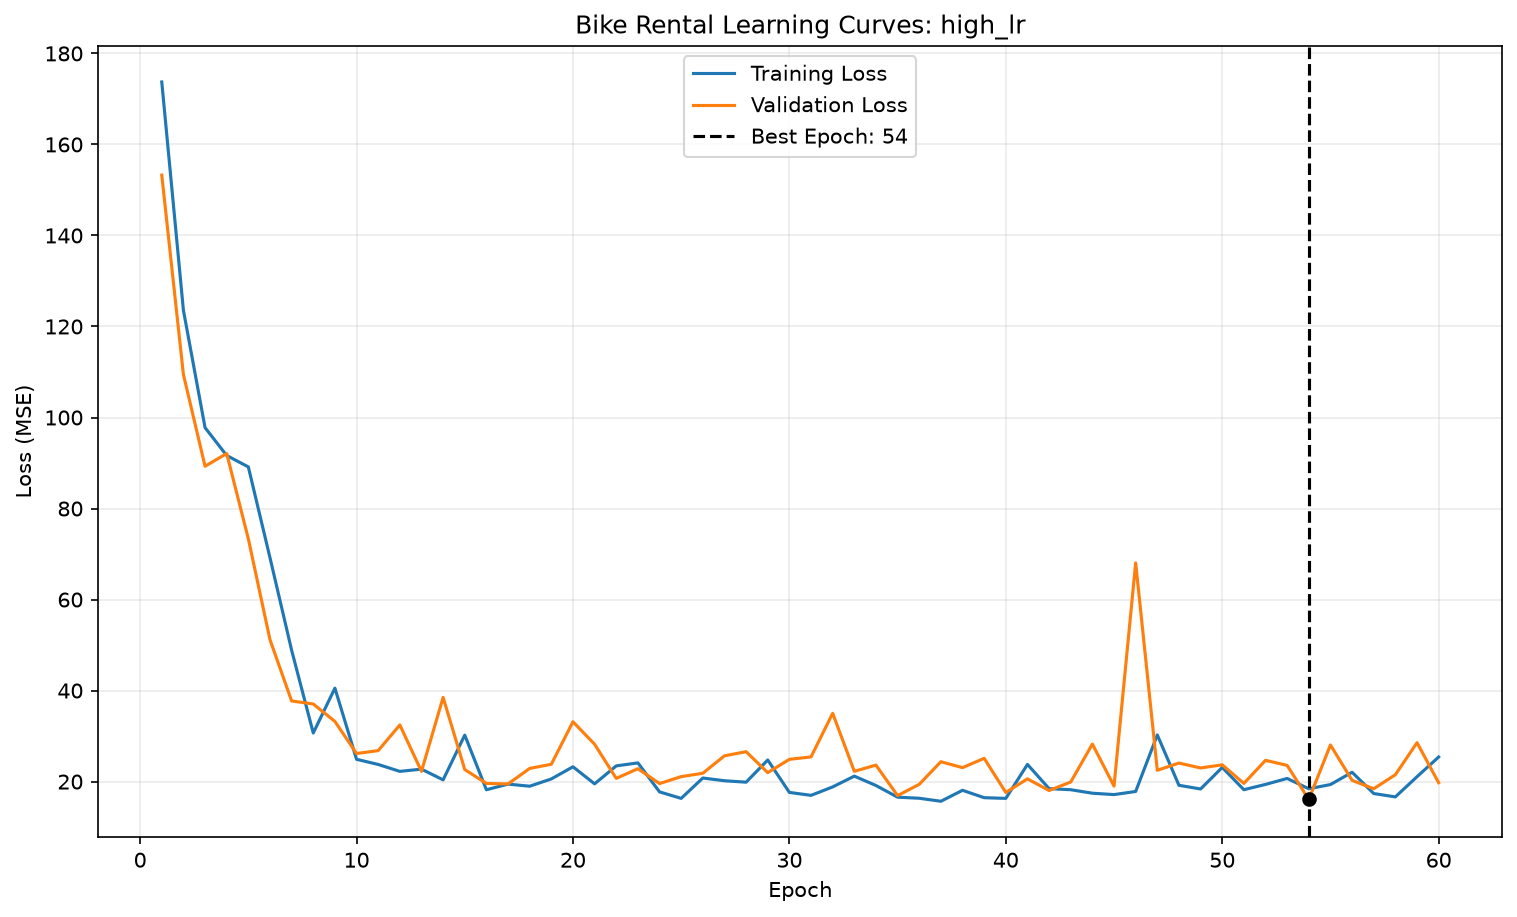 Bike Rental Learning Curves: high_lr
Training Loss
Validation Loss
Best Epoch: 54
Loss (MSE)
180
160
140
120
100
80
60
40
20
0
10
20
30
40
50
60
Epoch